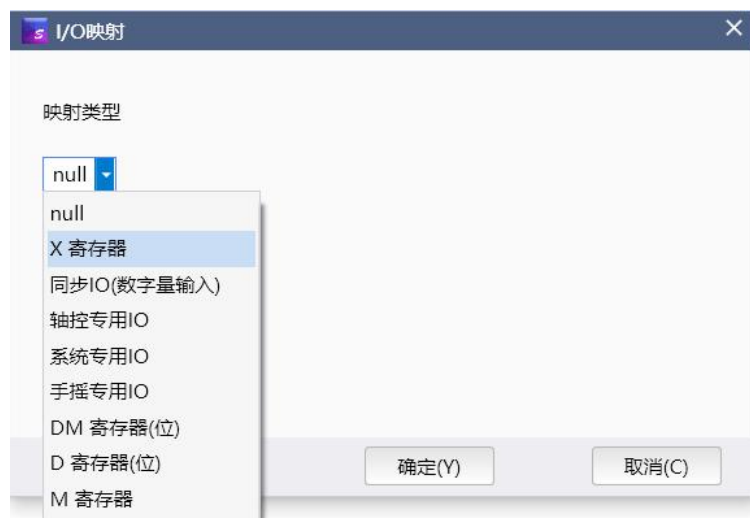 S I/O映射
映射类型
null
null
X 寄存器
同步IO(数字量输入)
轴控专用IO
系统专用IO
手摇专用IO
DM 寄存器(位)
D 寄存器(位)
M 寄存器
确定(Y)
取消(C)